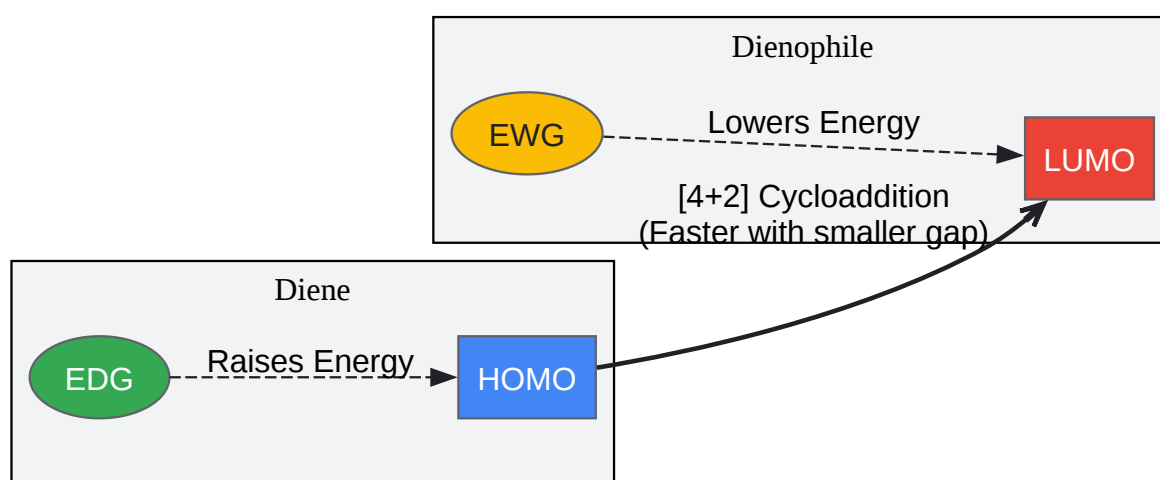 Dienophile
EWG
Lowers Energy
LUMO
[4+2] Cycloaddition
(Faster with smaller gap)
Diene
EDG
Raises Energy
HOMO